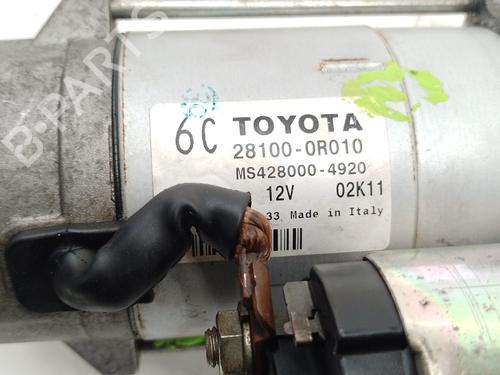 B-PARTS
6C TOYOTA
28100-0R010
MS428000-4920
12V 02K11
33 Made in Italy